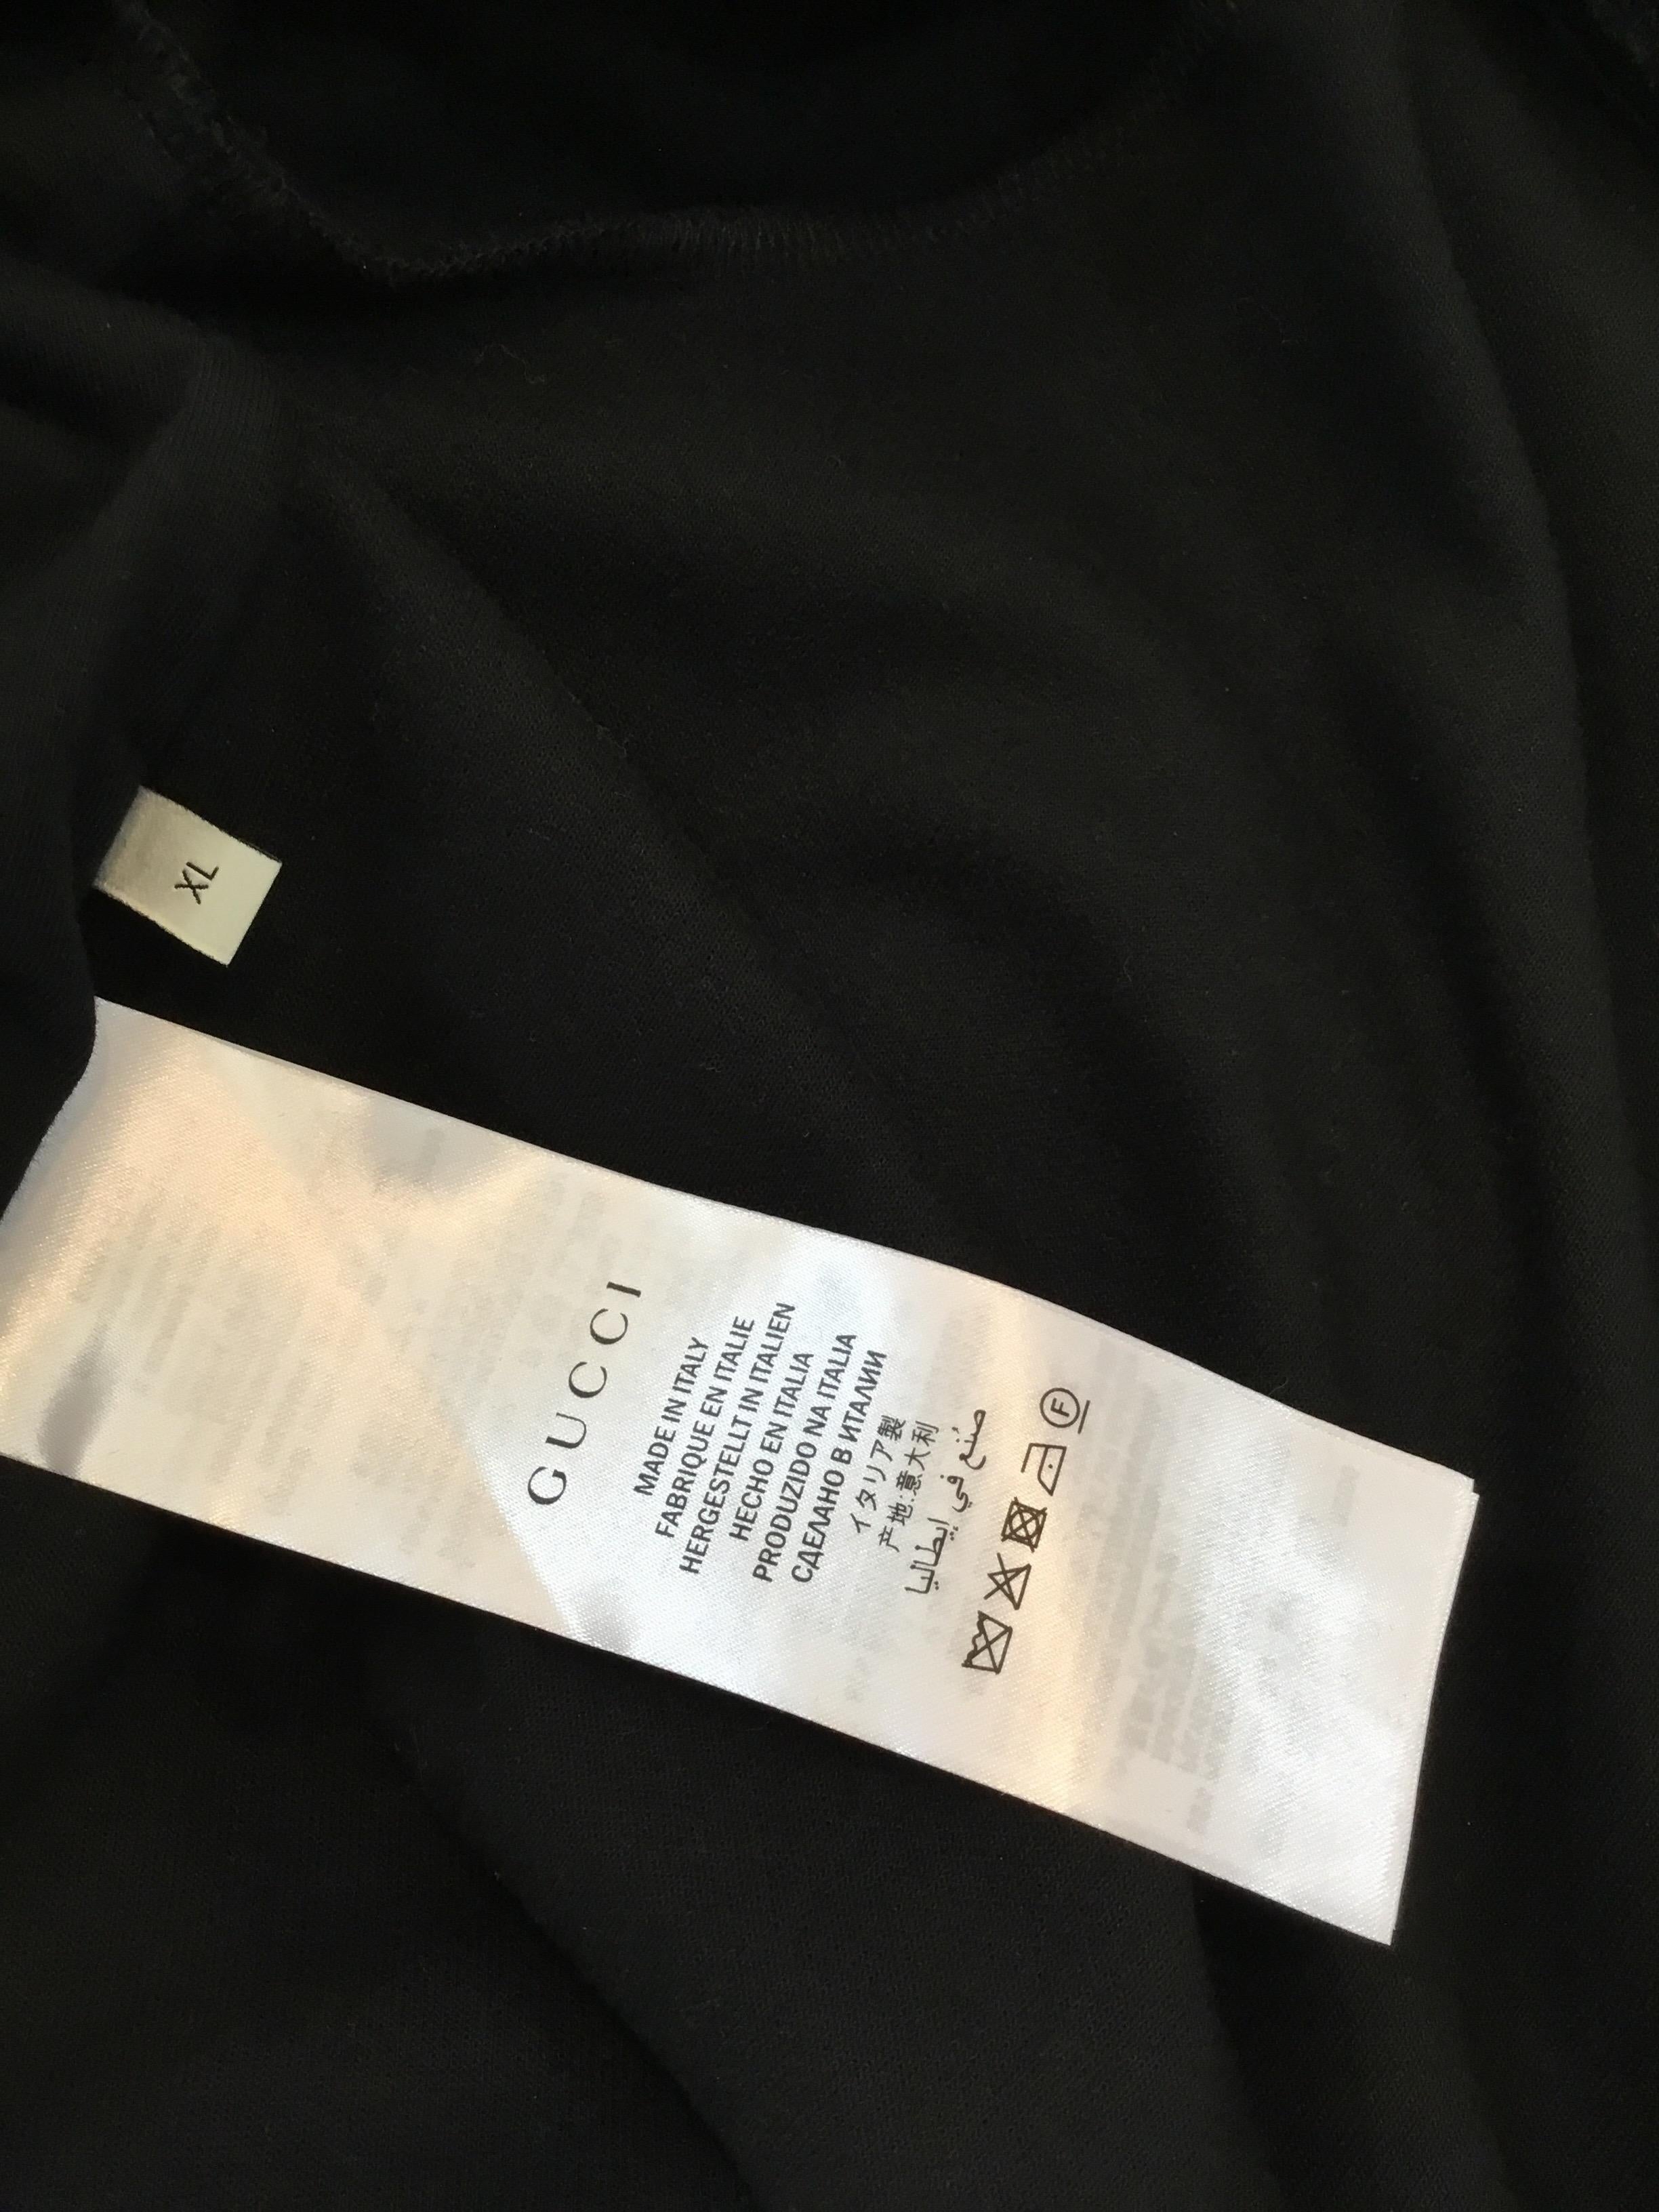 XL
GUCCI
MADE IN ITALY
FABRIQUE EN ITALIE
HERGESTELLT IN ITALIEN
HECHO EN ITALIA
PRODUZIDO NA ITALIA
СДЕЛАНО В ИТАЛИИ
イタリア製
产地:意大利
صُنع في إيطاليا
F